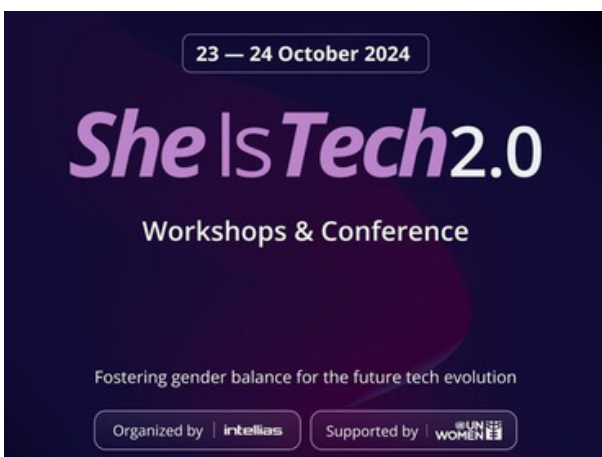 23 — 24 October 2024
She Is Tech 2.0
Workshops & Conference
Fostering gender balance for the future tech evolution
Organized by | intellias
Supported by | UN
WOMEN